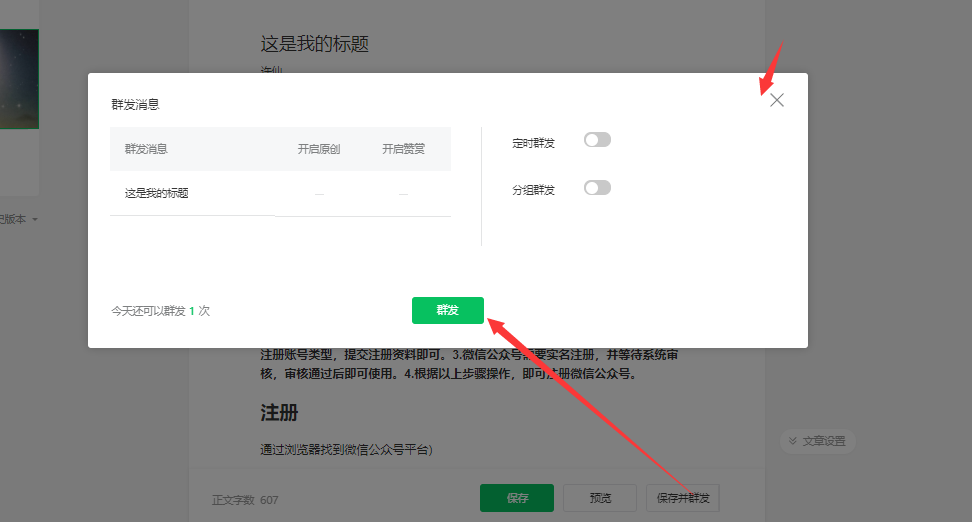 这是我的标题
许仙
群发消息
群发消息 开启原创 开启赞赏
这是我的标题 — —
定时群发
分组群发
记版本
今天还可以群发 1 次
群发
注册账号类型，提交注册资料即可。3.微信公众号需要实名注册，并等待系统审
核，审核通过后即可使用。4.根据以上步骤操作，即可注册微信公众号。
注册
通过浏览器找到微信公众号平台）
文章设置
正文字数 607
保存 预览 保存并群发